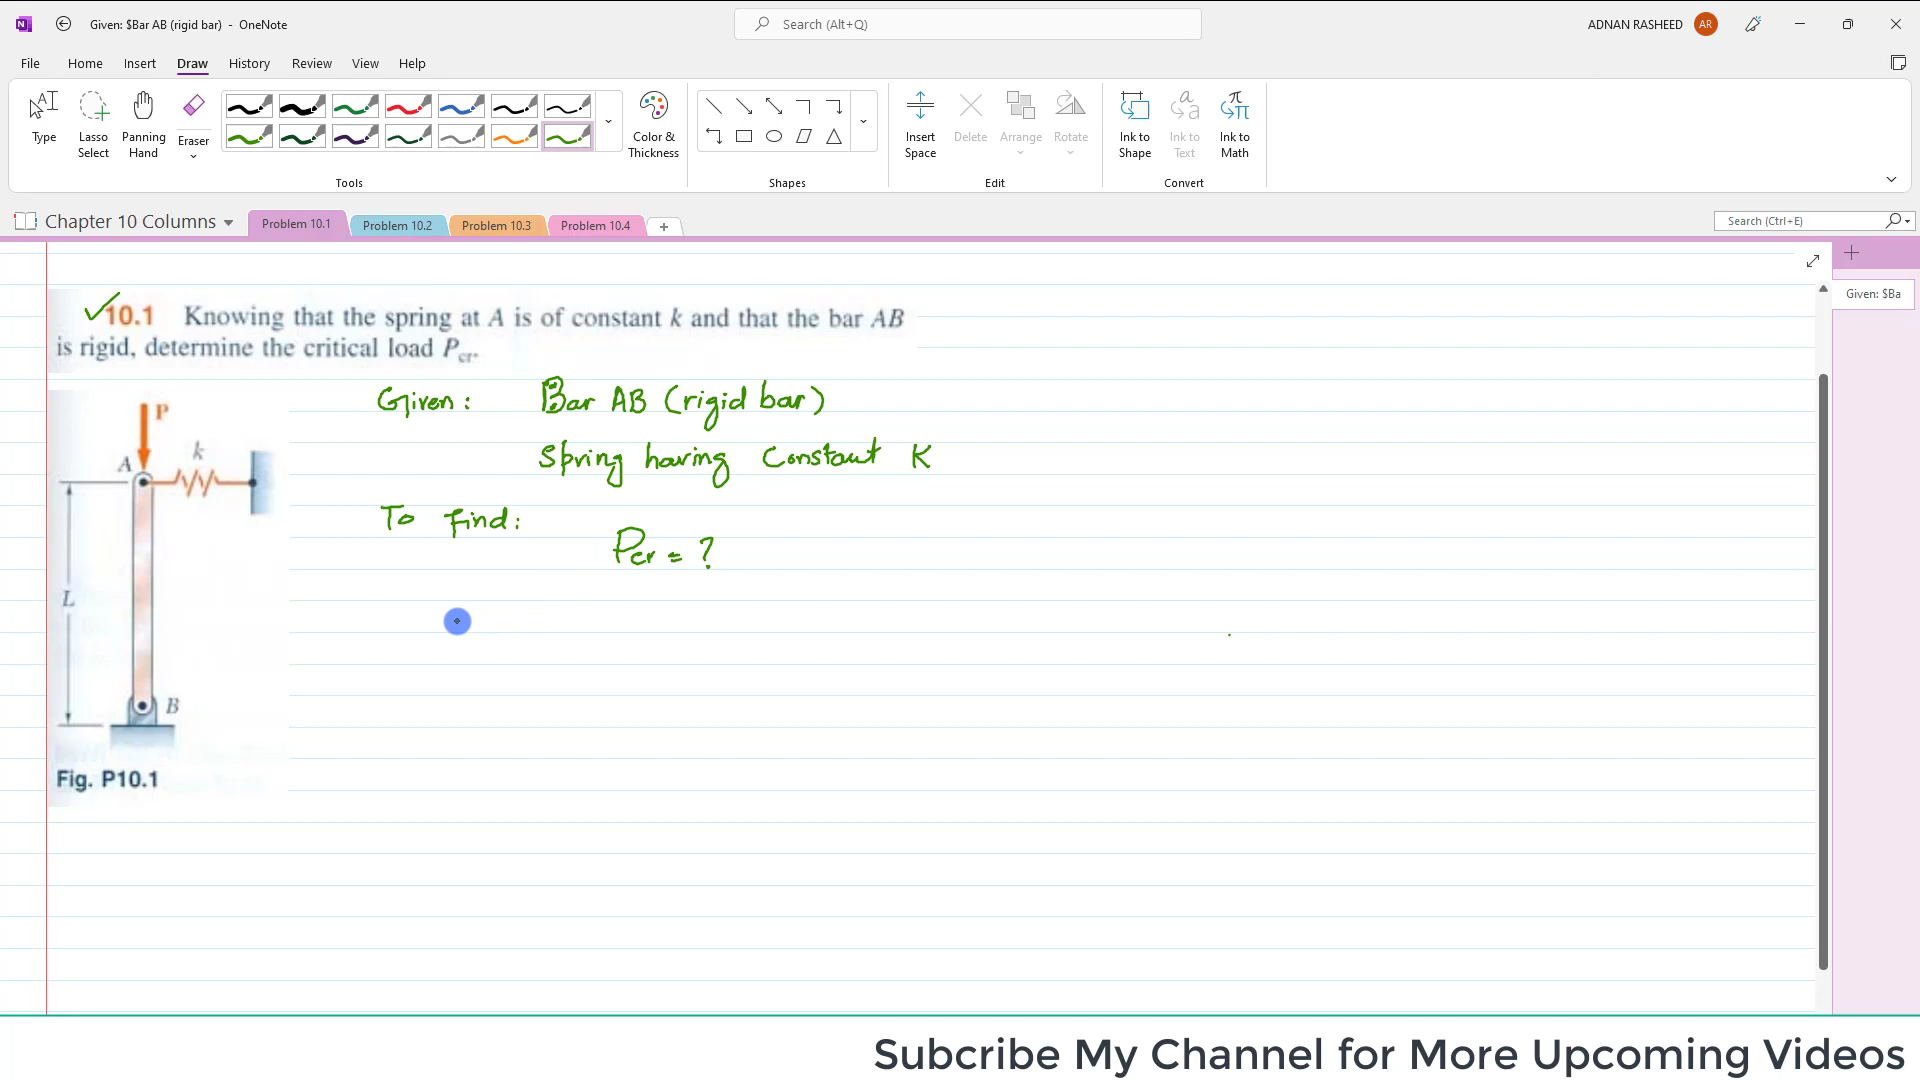 Given: $Bar AB (rigid bar) - OneNote
Search (Alt+Q)
ADNAN RASHEED
AR
File Home Insert Draw History Review View Help
Type
Lasso Select
Panning Hand
Eraser
Color & Thickness
Insert Space
Delete
Arrange
Rotate
Ink to Shape
Ink to Text
Ink to Math
Tools
Shapes
Edit
Convert
Chapter 10 Columns
Problem 10.1
Problem 10.2
Problem 10.3
Problem 10.4
Search (Ctrl+E)
Given: $Ba
10.1 Knowing that the spring at A is of constant k and that the bar AB
is rigid, determine the critical load Pcr.
Given: Bar AB (rigid bar)
Spring having Constant K
To find:
Pcr = ?
P
k
A
L
B
Fig. P10.1
Subcribe My Channel for More Upcoming Videos